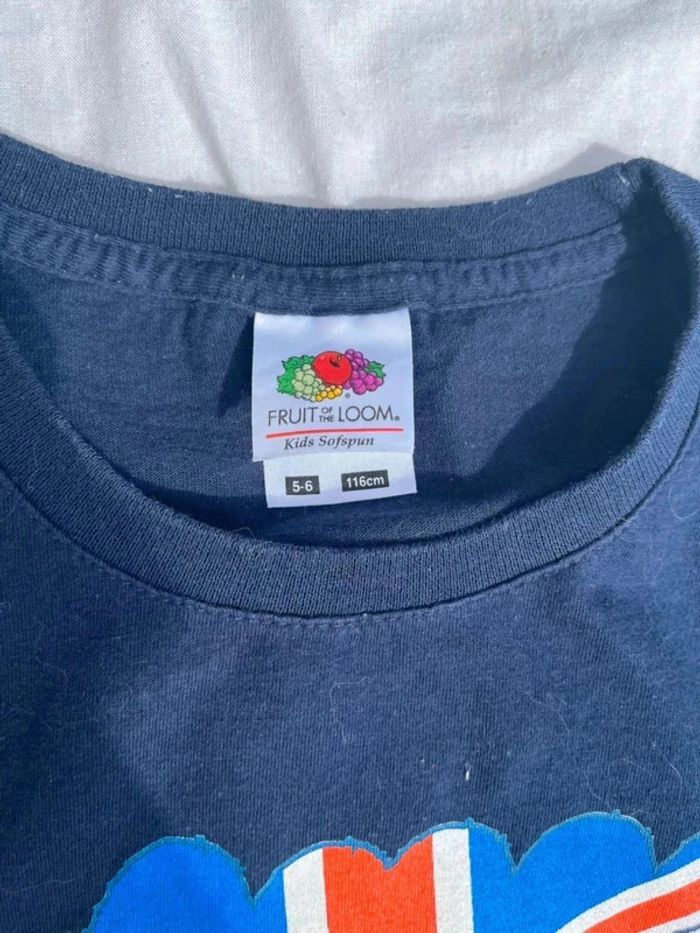 FRUIT OF THE LOOM®
Kids Sofspun
5-6 116cm